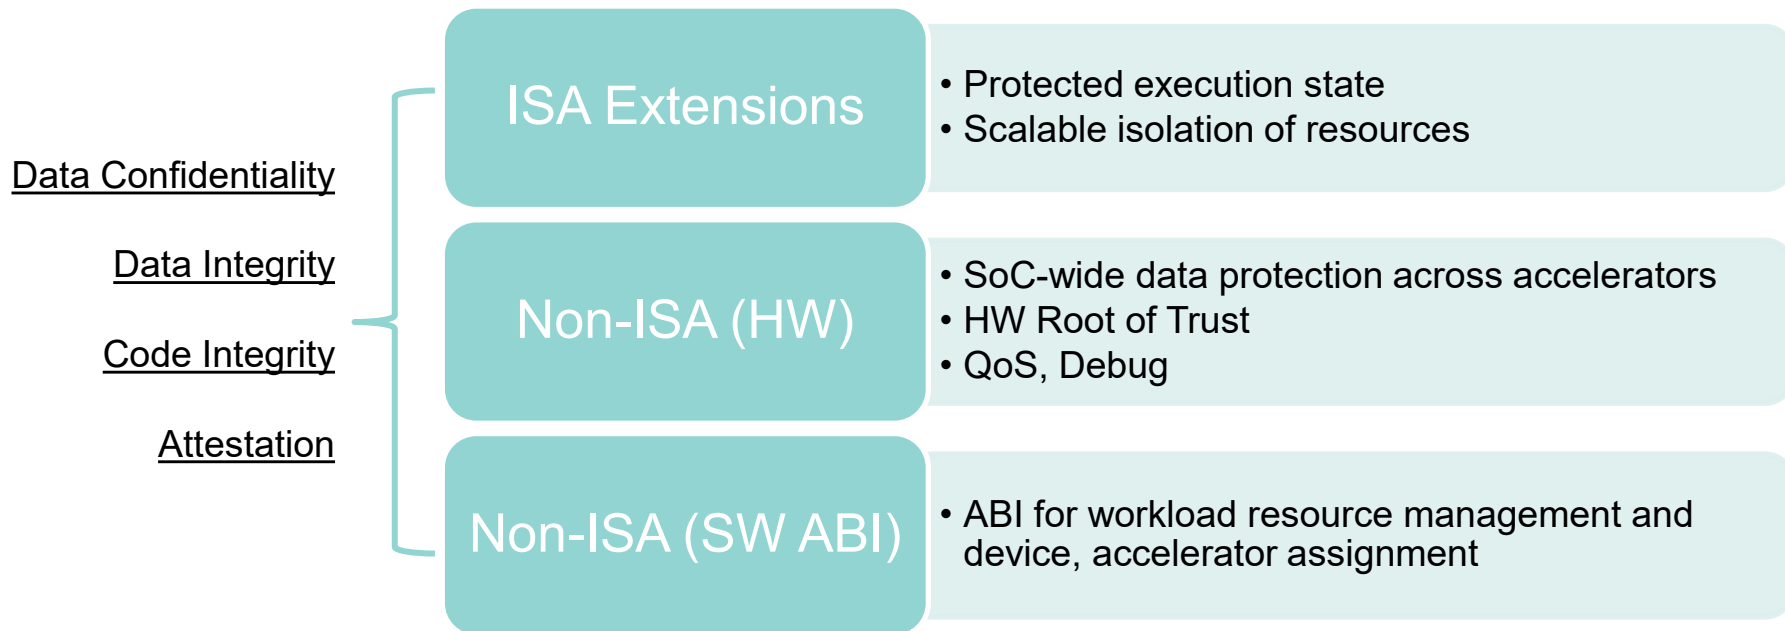 Data Confidentiality
Data Integrity
Code Integrity
Attestation
ISA Extensions
• Protected execution state
• Scalable isolation of resources
Non-ISA (HW)
• SoC-wide data protection across accelerators
• HW Root of Trust
• QoS, Debug
Non-ISA (SW ABI)
• ABI for workload resource management and
device, accelerator assignment